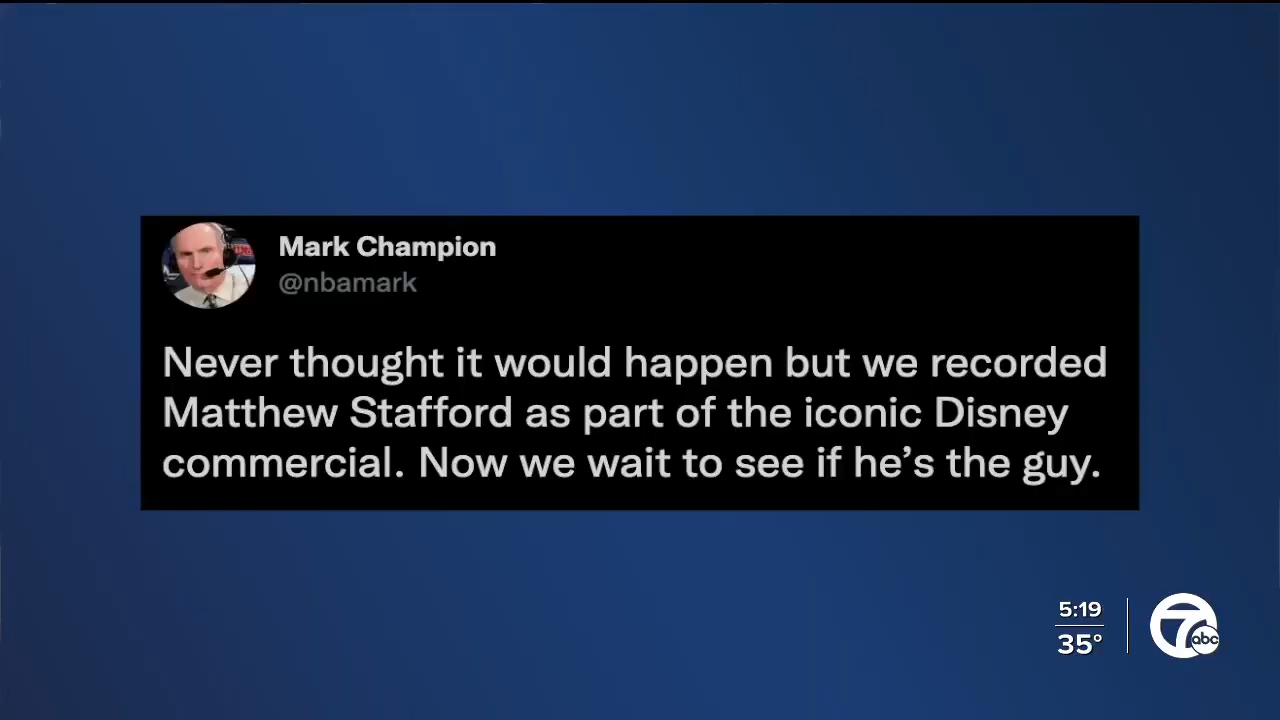 Mark Champion
@nbamark
Never thought it would happen but we recorded
Matthew Stafford as part of the iconic Disney
commercial. Now we wait to see if he’s the guy.
5:19
35°
7 abc